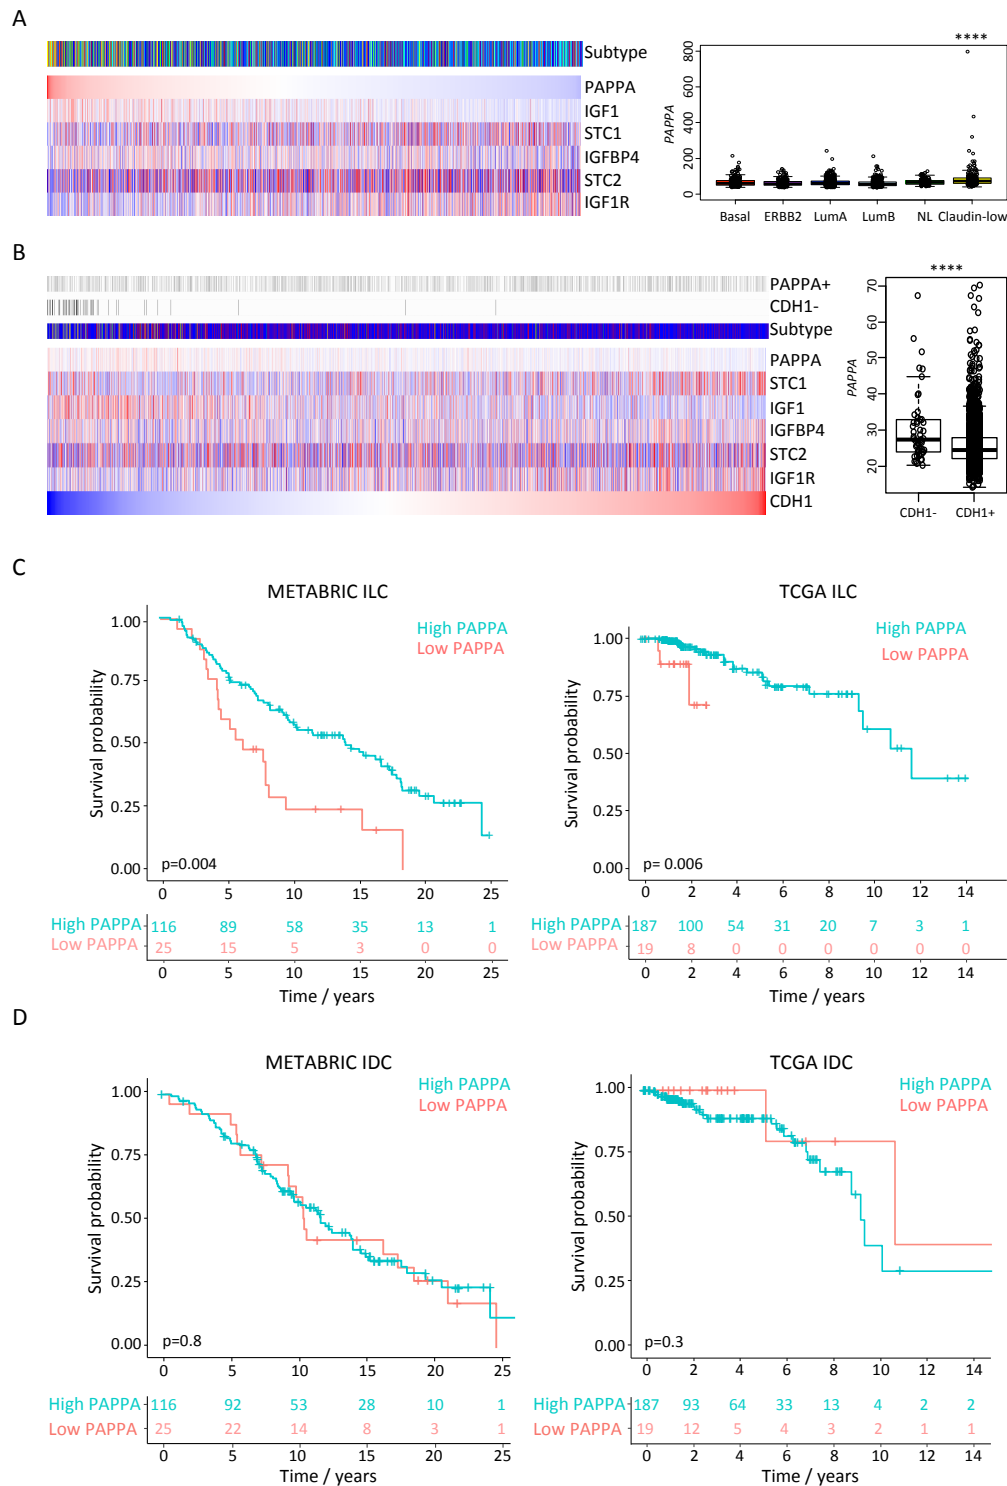 A
Subtype
PAPPA
IGF1
STC1
IGFBP4
STC2
IGF1R
****
PAPPA
800
600
400
200
0
Basal ERBB2 LumA LumB NL Claudin-low
B
PAPPA+
CDH1-
Subtype
PAPPA
STC1
IGF1
IGFBP4
STC2
IGF1R
CDH1
****
PAPPA
70
60
50
40
30
20
CDH1- CDH1+
C
METABRIC ILC
High PAPPA
Low PAPPA
Survival probability
1.00
0.75
0.50
0.25
0.00
p=0.004
0 5 10 15 20 25
High PAPPA 116 89 58 35 13 1
Low PAPPA 25 15 5 3 0 0
0 5 10 15 20 25
Time / years
TCGA ILC
High PAPPA
Low PAPPA
Survival probability
1.00
0.75
0.50
0.25
0.00
p= 0.006
0 2 4 6 8 10 12 14
High PAPPA 187 100 54 31 20 7 3 1
Low PAPPA 19 8 0 0 0 0 0 0
0 2 4 6 8 10 12 14
Time / years
D
METABRIC IDC
High PAPPA
Low PAPPA
Survival probability
1.00
0.75
0.50
0.25
0.00
p=0.8
0 5 10 15 20 25
High PAPPA 116 92 53 28 10 1
Low PAPPA 25 22 14 8 3 1
0 5 10 15 20 25
Time / years
TCGA IDC
High PAPPA
Low PAPPA
Survival probability
1.00
0.75
0.50
0.25
0.00
p=0.3
0 2 4 6 8 10 12 14
High PAPPA 187 93 64 33 13 4 2 2
Low PAPPA 19 12 5 4 3 2 1 1
0 2 4 6 8 10 12 14
Time / years